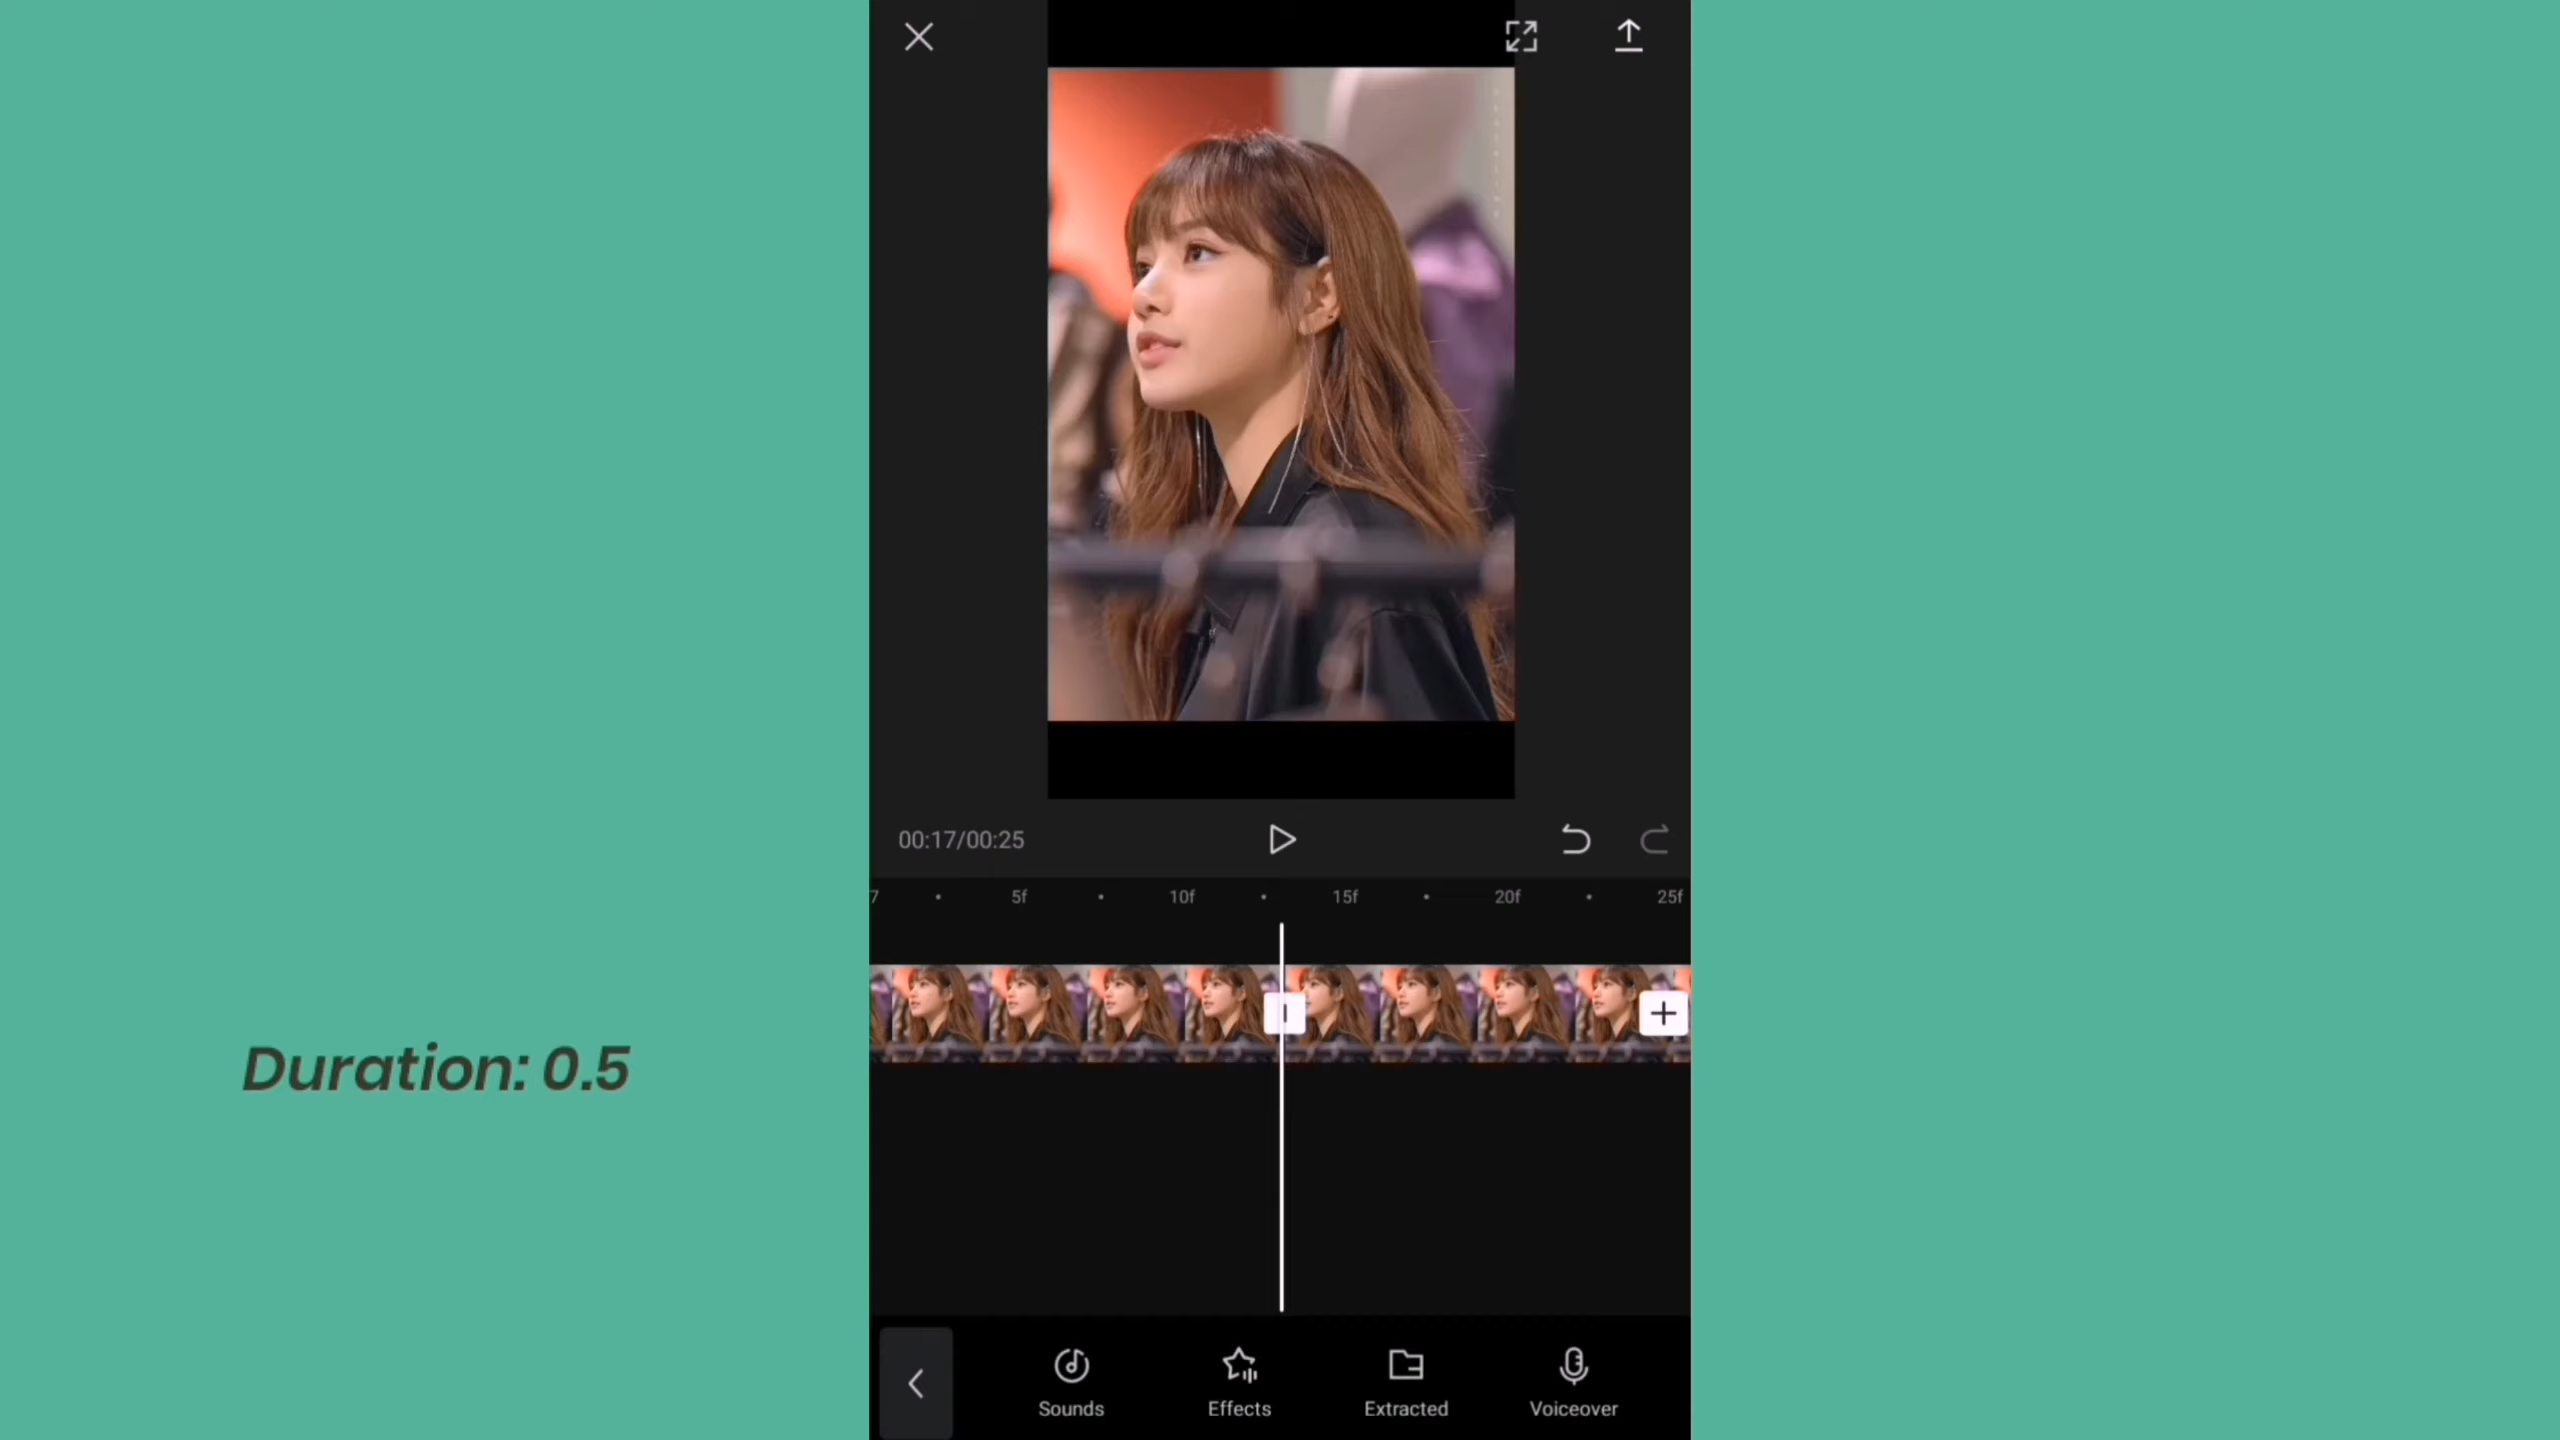 00:17/00:25
7 5f 10f 15f 20f 25f
Duration: 0.5
Sounds Effects Extracted Voiceover